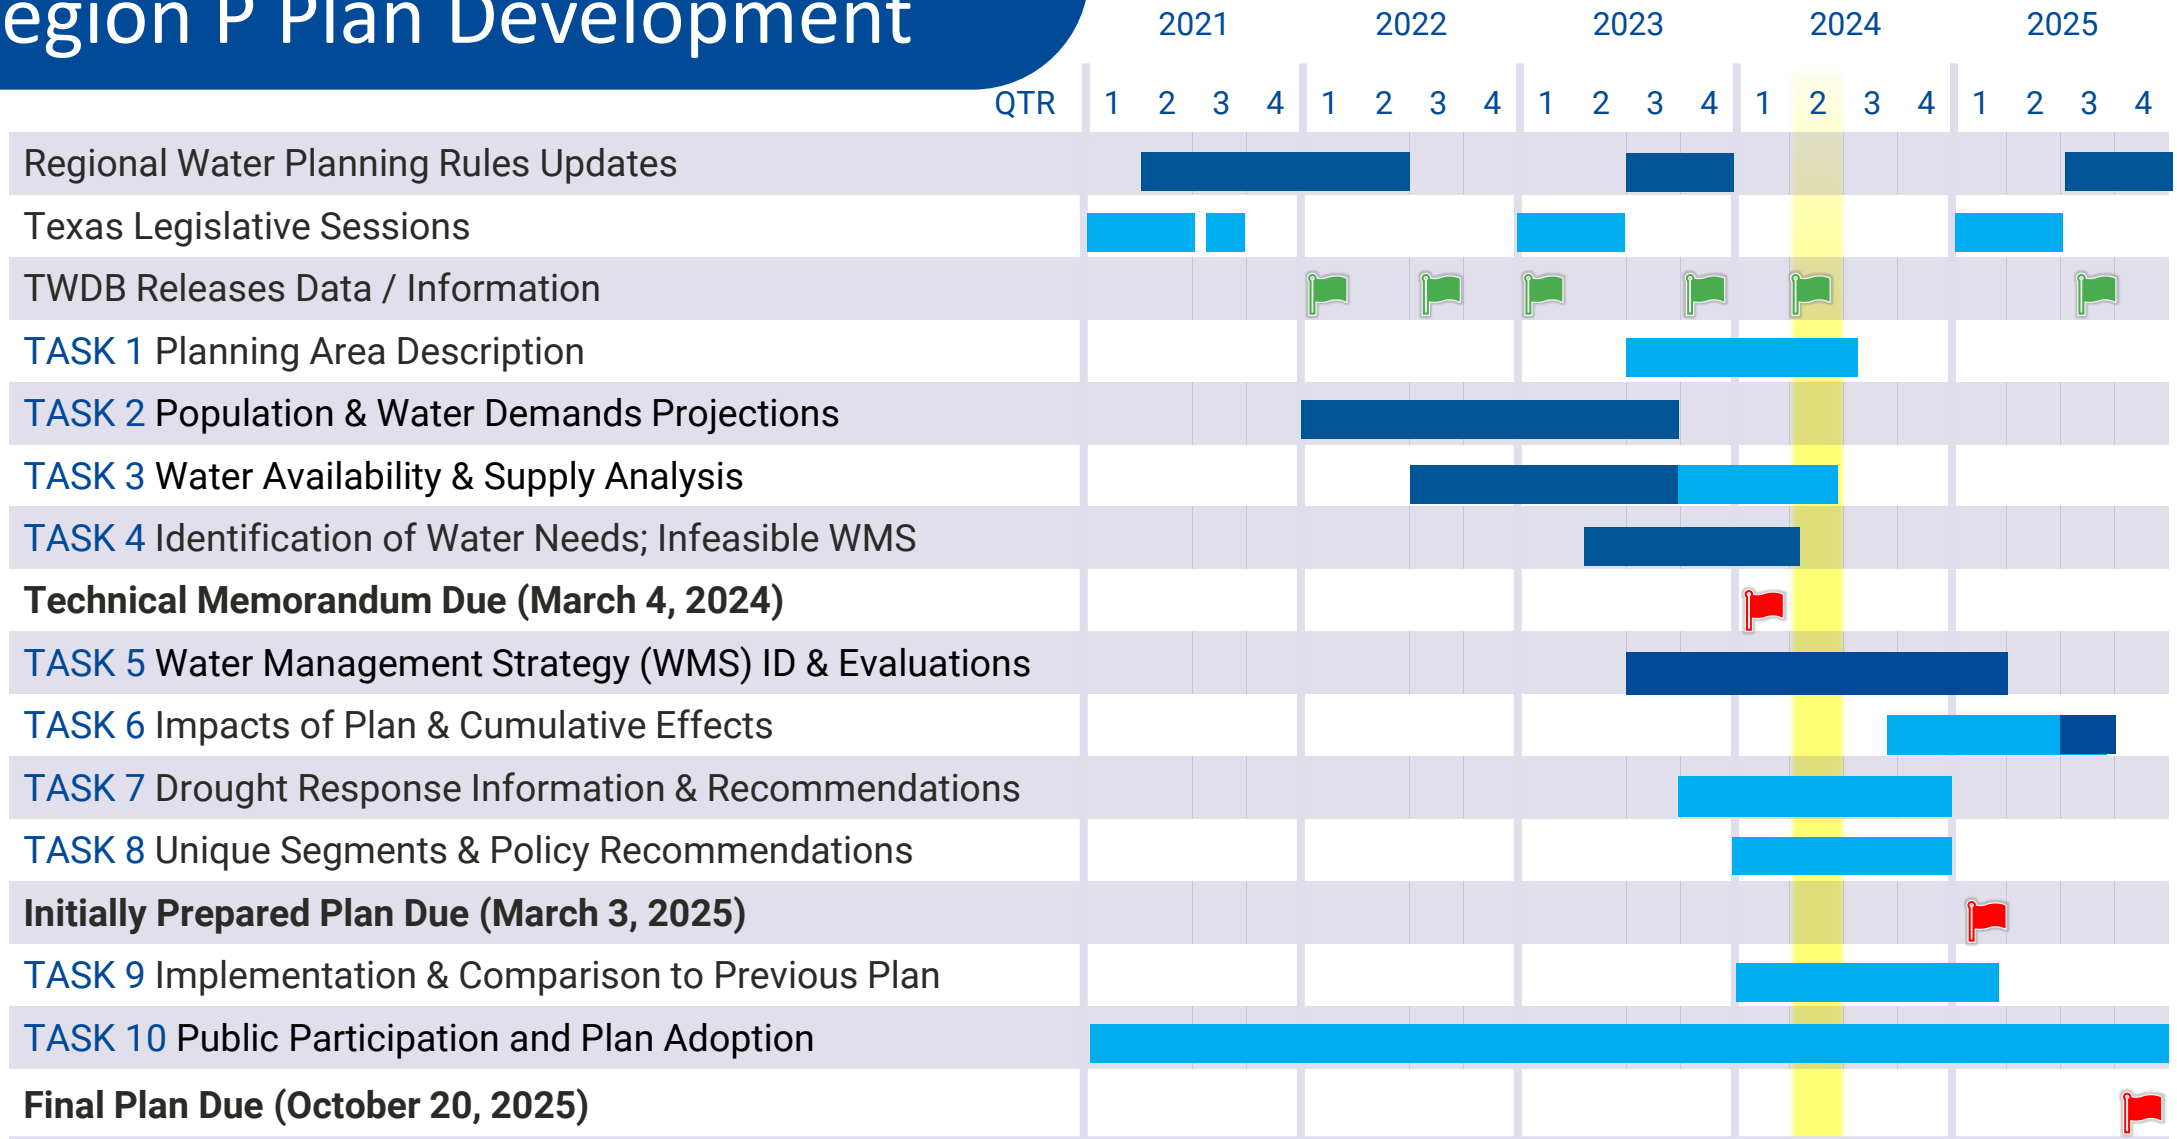 egion P Plan Development
2021 2022 2023 2024 2025
QTR 1 2 3 4 1 2 3 4 1 2 3 4 1 2 3 4 1 2 3 4
Regional Water Planning Rules Updates
Texas Legislative Sessions
TWDB Releases Data / Information
TASK 1 Planning Area Description
TASK 2 Population & Water Demands Projections
TASK 3 Water Availability & Supply Analysis
TASK 4 Identification of Water Needs; Infeasible WMS
Technical Memorandum Due (March 4, 2024)
TASK 5 Water Management Strategy (WMS) ID & Evaluations
TASK 6 Impacts of Plan & Cumulative Effects
TASK 7 Drought Response Information & Recommendations
TASK 8 Unique Segments & Policy Recommendations
Initially Prepared Plan Due (March 3, 2025)
TASK 9 Implementation & Comparison to Previous Plan
TASK 10 Public Participation and Plan Adoption
Final Plan Due (October 20, 2025)